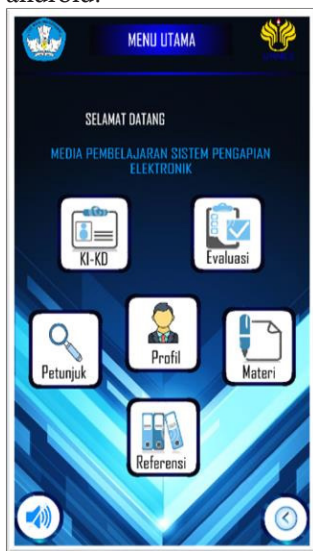 android.
MENU UTAMA
SELAMAT DATANG
MEDIA PEMBELAJARAN SISTEM PENGAPIAN
ELEKTRONIK
KI-KD
Evaluasi
Petunjuk
Profil
Materi
Referensi